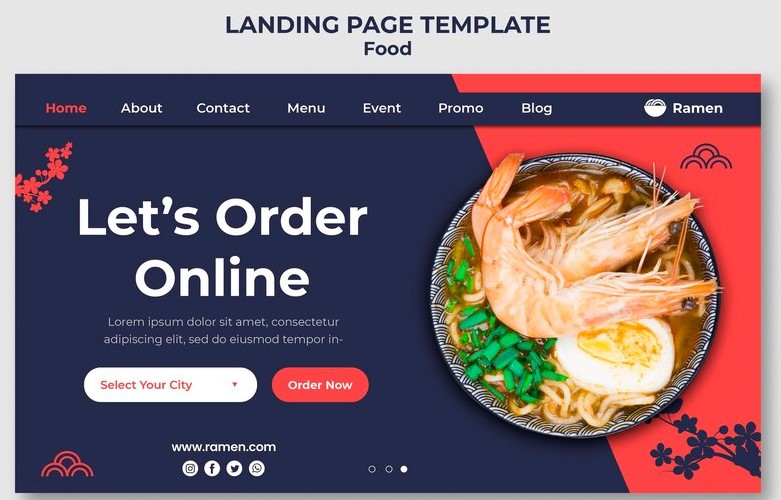 LANDING PAGE TEMPLATE
Food
Home About Contact Menu Event Promo Blog Ramen
Let's Order
Online
Lorem ipsum dolor sit amet, consectetur
adipiscing elit, sed do eiusmod tempor in-
Select Your City Order Now
www.ramen.com